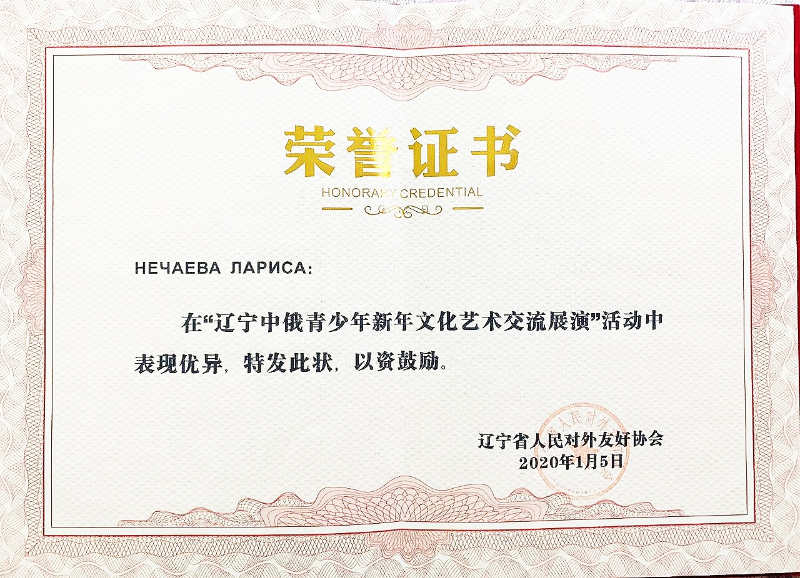 荣誉证书
HONORARY CREDENTIAL
НЕЧАЕВА ЛАРИСА:
在“辽宁中俄青少年新年文化艺术交流展演”活动中
表现优异，特发此状，以资鼓励。
辽宁省人民对外友好协会
2020年1月5日